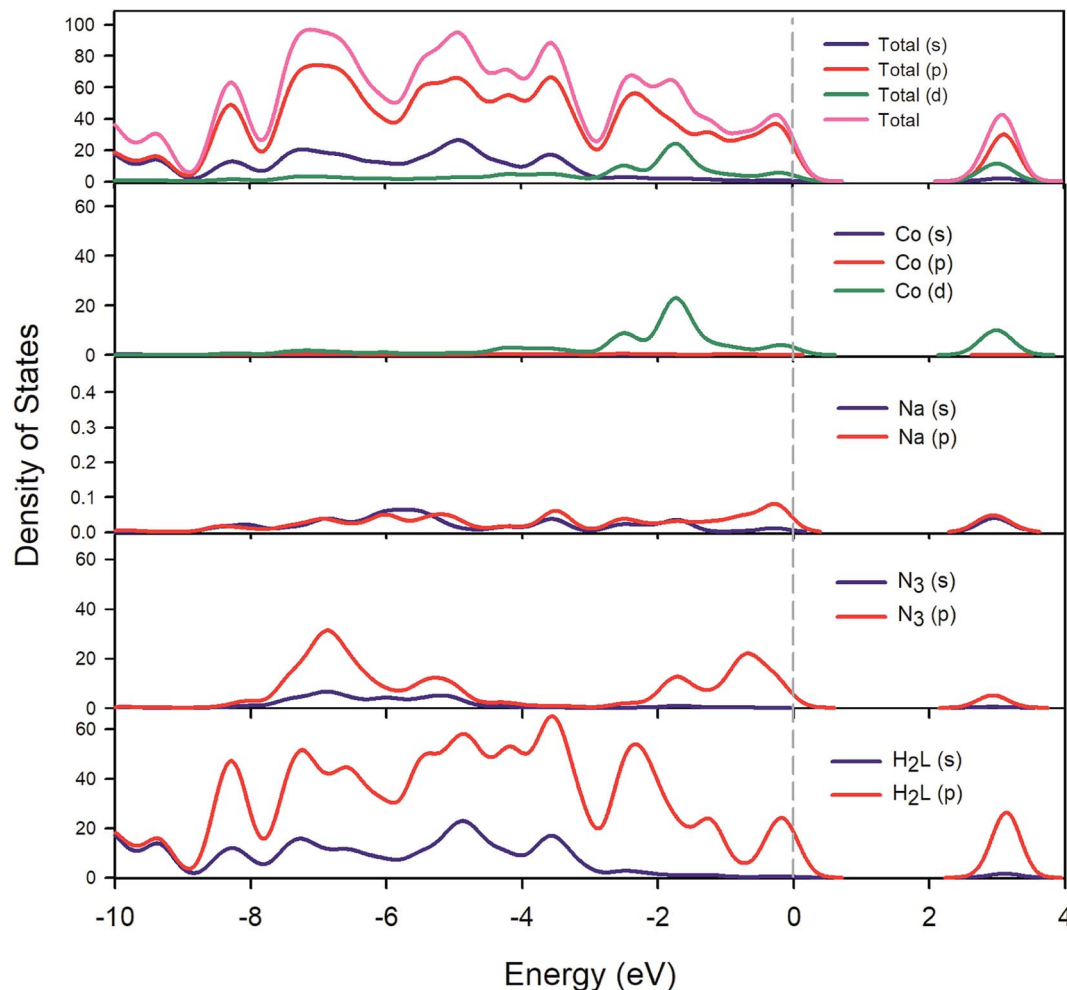 Density of States
100
80
60
40
20
0
Total (s)
Total (p)
Total (d)
Total
60
40
20
0
Co (s)
Co (p)
Co (d)
0.4
0.3
0.2
0.1
0.0
Na (s)
Na (p)
60
40
20
0
N₃ (s)
N₃ (p)
60
40
20
0
H₂L (s)
H₂L (p)
-10 -8 -6 -4 -2 0 2 4
Energy (eV)